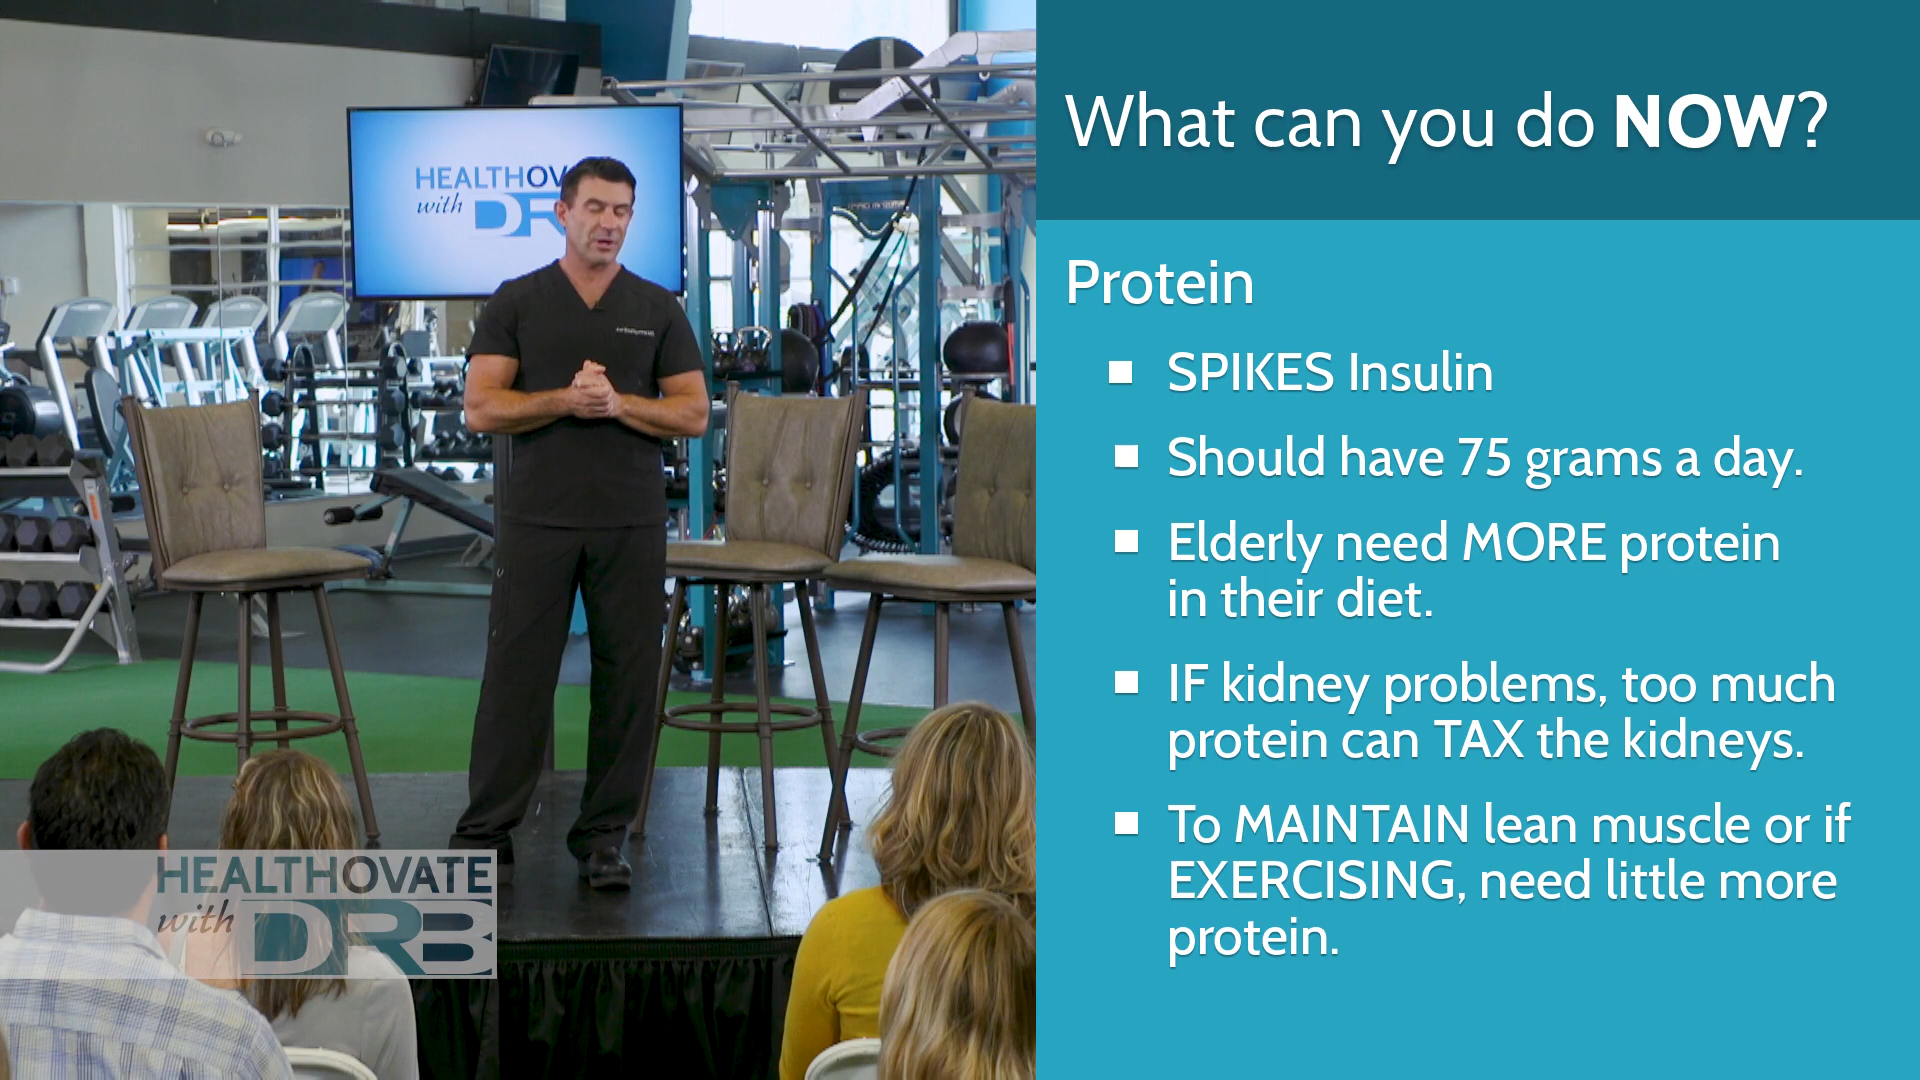 HEALTHOV
with DR
What can you do NOW?
Protein
SPIKES Insulin
Should have 75 grams a day.
Elderly need MORE protein
in their diet.
IF kidney problems, too much
protein can TAX the kidneys.
To MAINTAIN lean muscle or if
EXERCISING, need little more
protein.
HEALTHOVATE
with DRB